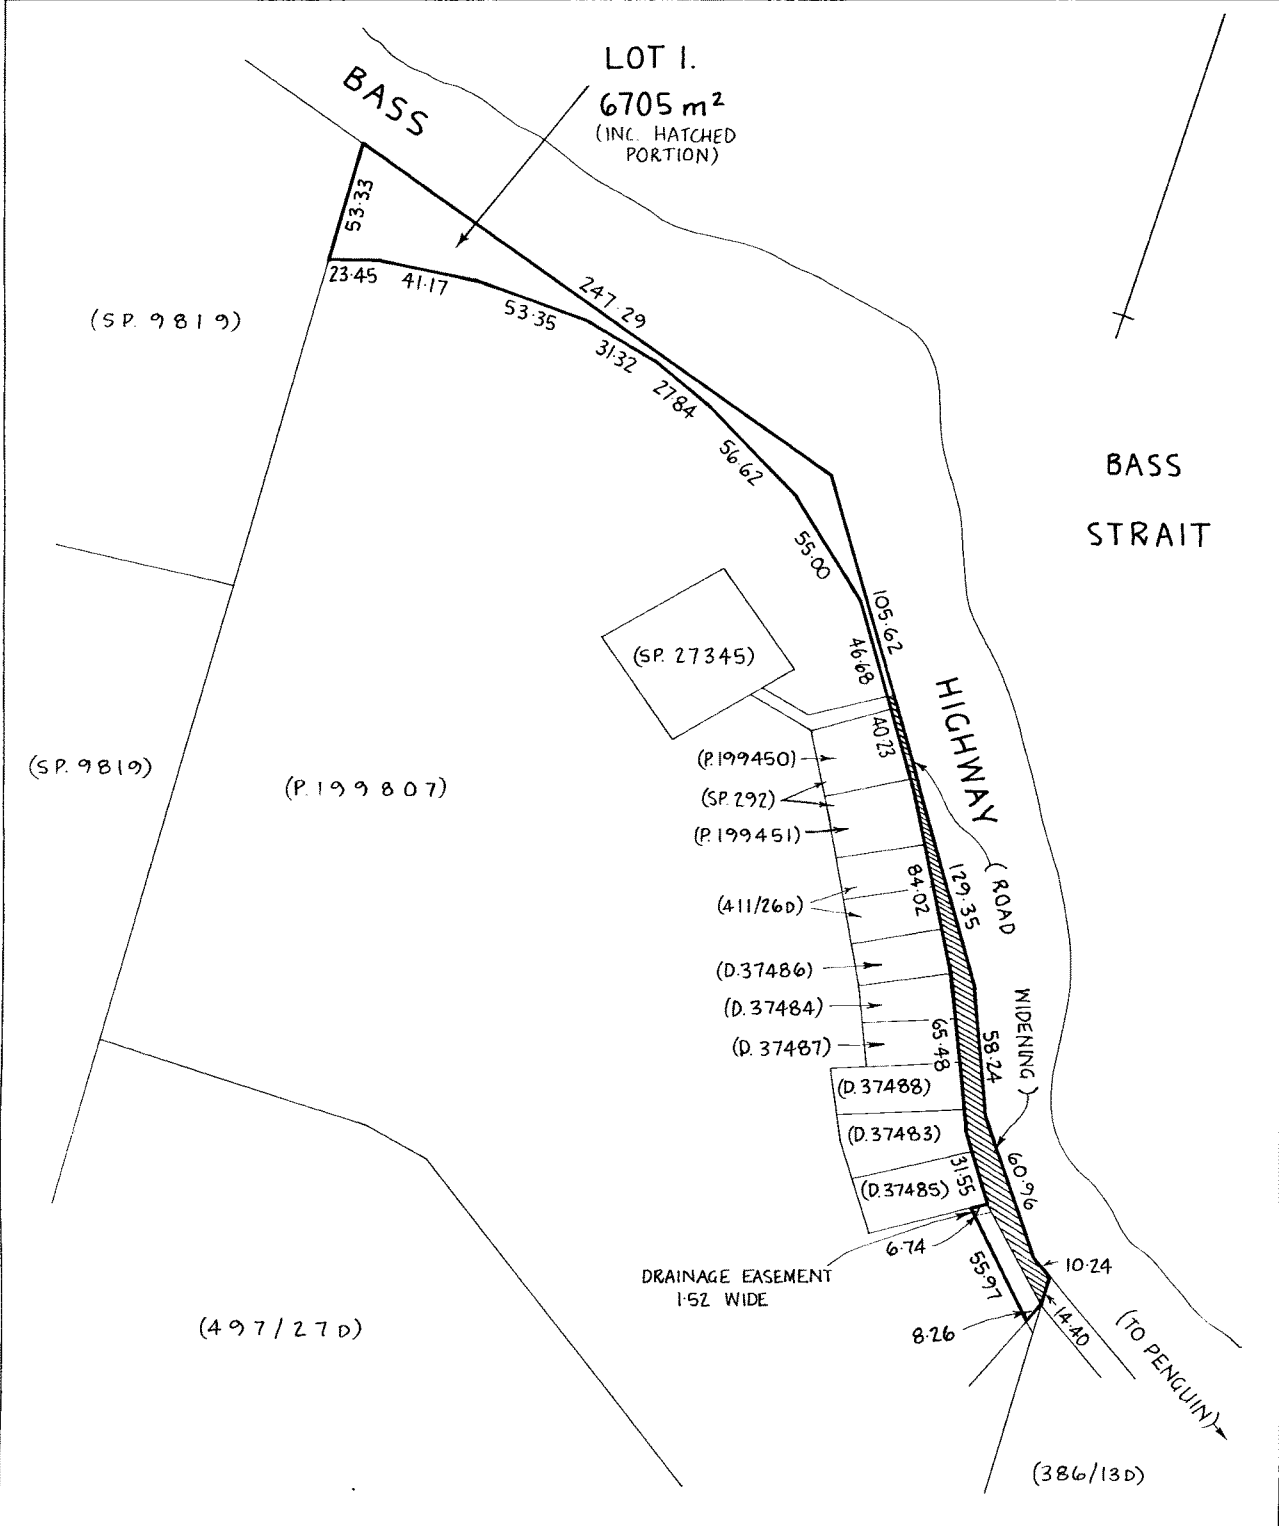 LOT 1.
6705 m²
(INC. HATCHED
PORTION)
BASS
53·33
23·45
41·17
53·35
31·32
27·84
56·62
55·00
247·29
(SP. 9819)
BASS
STRAIT
105·62
46·68
(SP. 27345)
HIGHWAY
40·23
(P.199450)
(SP. 292)
(P.199451)
(SP. 9819)
(P.199807)
84·02
129·35
(ROAD
WIDENING)
(411/26D)
(D.37486)
(D.37484)
(D.37487)
65·48
58·24
(D.37488)
(D.37483)
(D.37485)
31·55
60·96
6·74
DRAINAGE EASEMENT
1·52 WIDE
55·97
10·24
14·40
8·26
(TO PENGUIN)
(497/27D)
(386/13D)